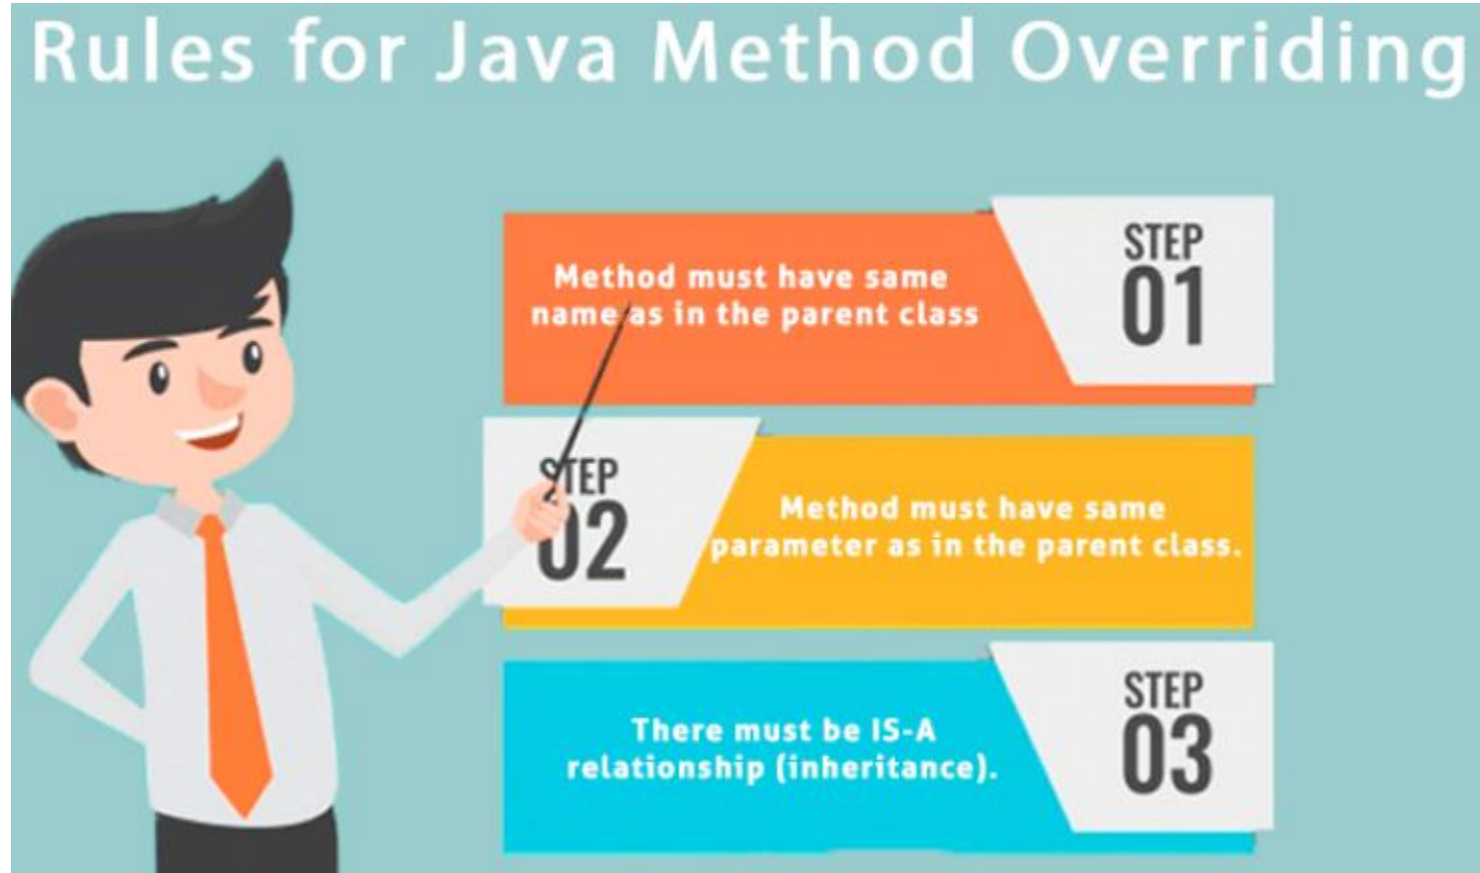 Rules for Java Method Overriding
STEP
01
Method must have same
name as in the parent class
STEP
02
Method must have same
parameter as in the parent class.
STEP
03
There must be IS-A
relationship (inheritance).